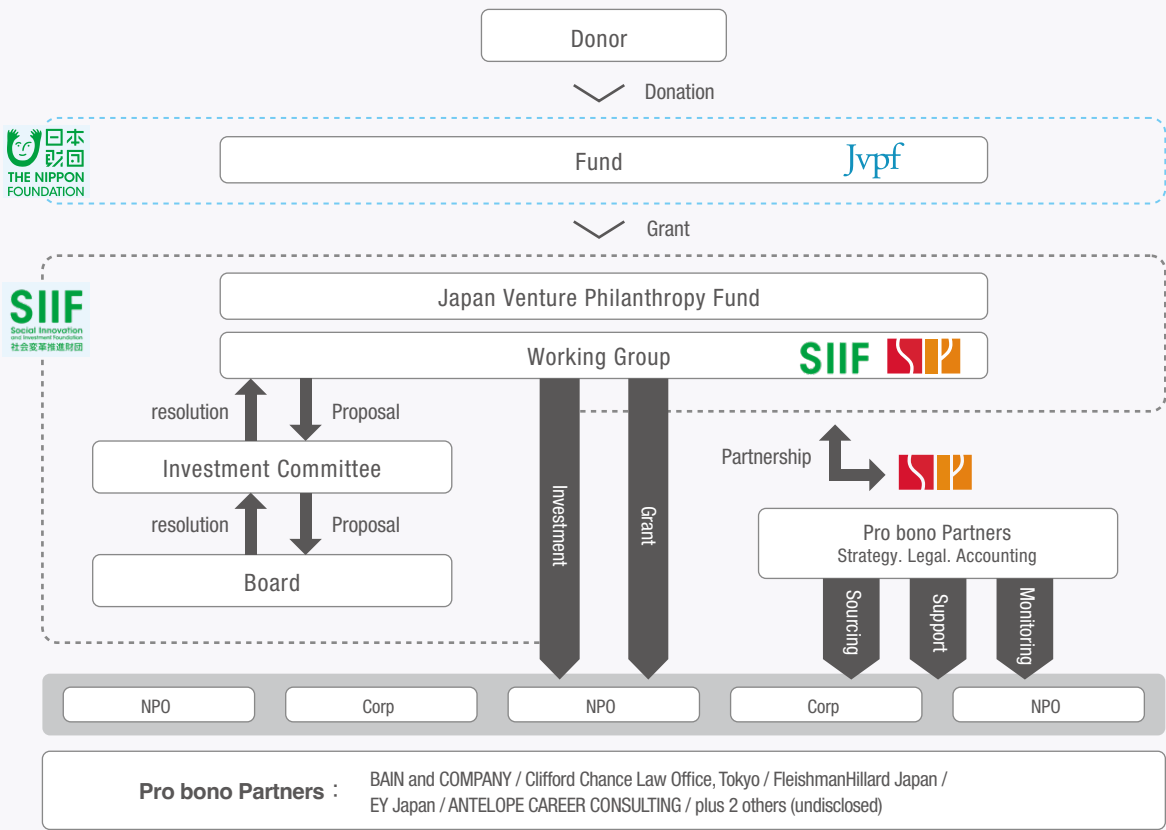 Donor
Donation
日本
財団
THE NIPPON
FOUNDATION
Fund
Jvpf
Grant
SIIF
Social Innovation
and Investment Foundation
社会変革推進財団
Japan Venture Philanthropy Fund
Working Group
SIIF
SIP
resolution
Proposal
Investment Committee
resolution
Proposal
Board
Investment
Grant
Partnership
SIP
Pro bono Partners
Strategy. Legal. Accounting
Sourcing
Support
Monitoring
NPO
Corp
NPO
Corp
NPO
Pro bono Partners :
BAIN and COMPANY / Clifford Chance Law Office, Tokyo / FleishmanHillard Japan /
EY Japan / ANTELOPE CAREER CONSULTING / plus 2 others (undisclosed)